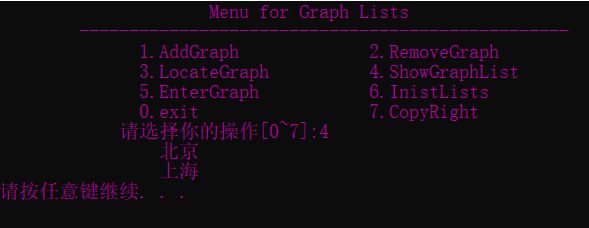 Menu for Graph Lists
-------------------------------------------------
1.AddGraph 2.RemoveGraph
3.LocateGraph 4.ShowGraphList
5.EnterGraph 6.InistLists
0.exit 7.CopyRight
请选择你的操作[0~7]:4
北京
上海
请按任意键继续. . .